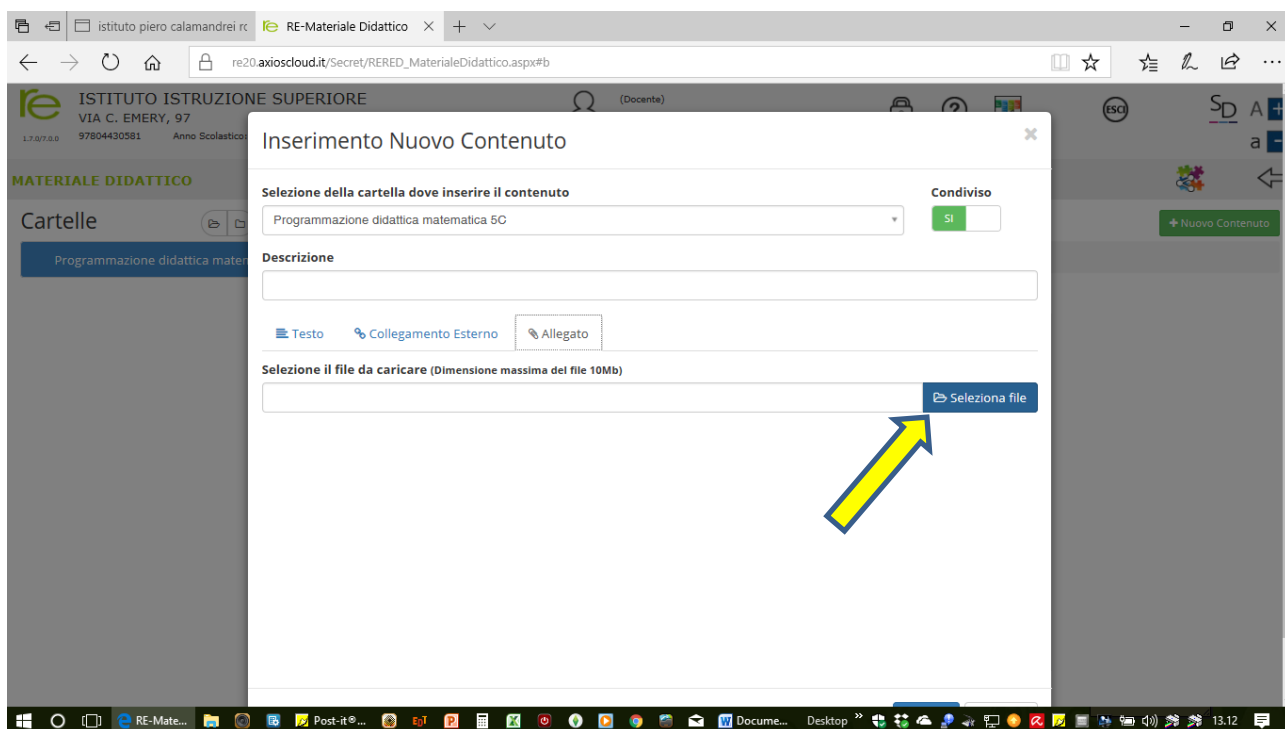 istituto piero calamandrei rc
RE-Materiale Didattico
re20.axioscloud.it/Secret/RERED_MaterialeDidattico.aspx#b
re
ISTITUTO ISTRUZIONE SUPERIORE
VIA C. EMERY, 97
1.7.0/7.0.0 97804430581 Anno Scolastico:
(Docente)
ESCI
SD
A +
a -
MATERIALE DIDATTICO
Cartelle
Nuovo Contenuto
Programmazione didattica maten
Inserimento Nuovo Contenuto
Selezione della cartella dove inserire il contenuto
Condiviso
Programmazione didattica matematica 5C
SI
Descrizione
Testo
Collegamento Esterno
Allegato
Selezione il file da caricare (Dimensione massima del file 10Mb)
Seleziona file
RE-Mate...
Post-it®...
Docume...
Desktop
13.12